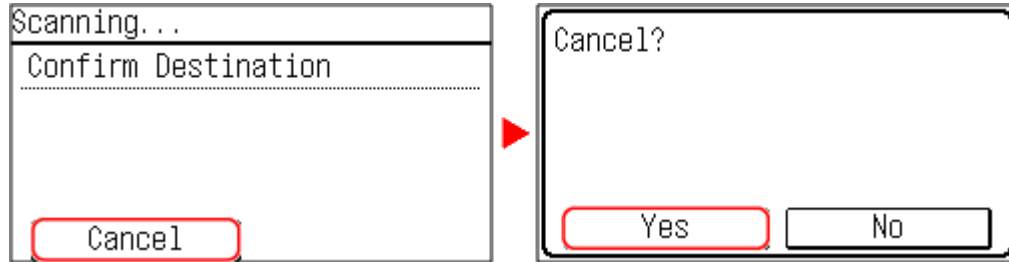 Scanning...
Confirm Destination
Cancel
Cancel?
Yes
No